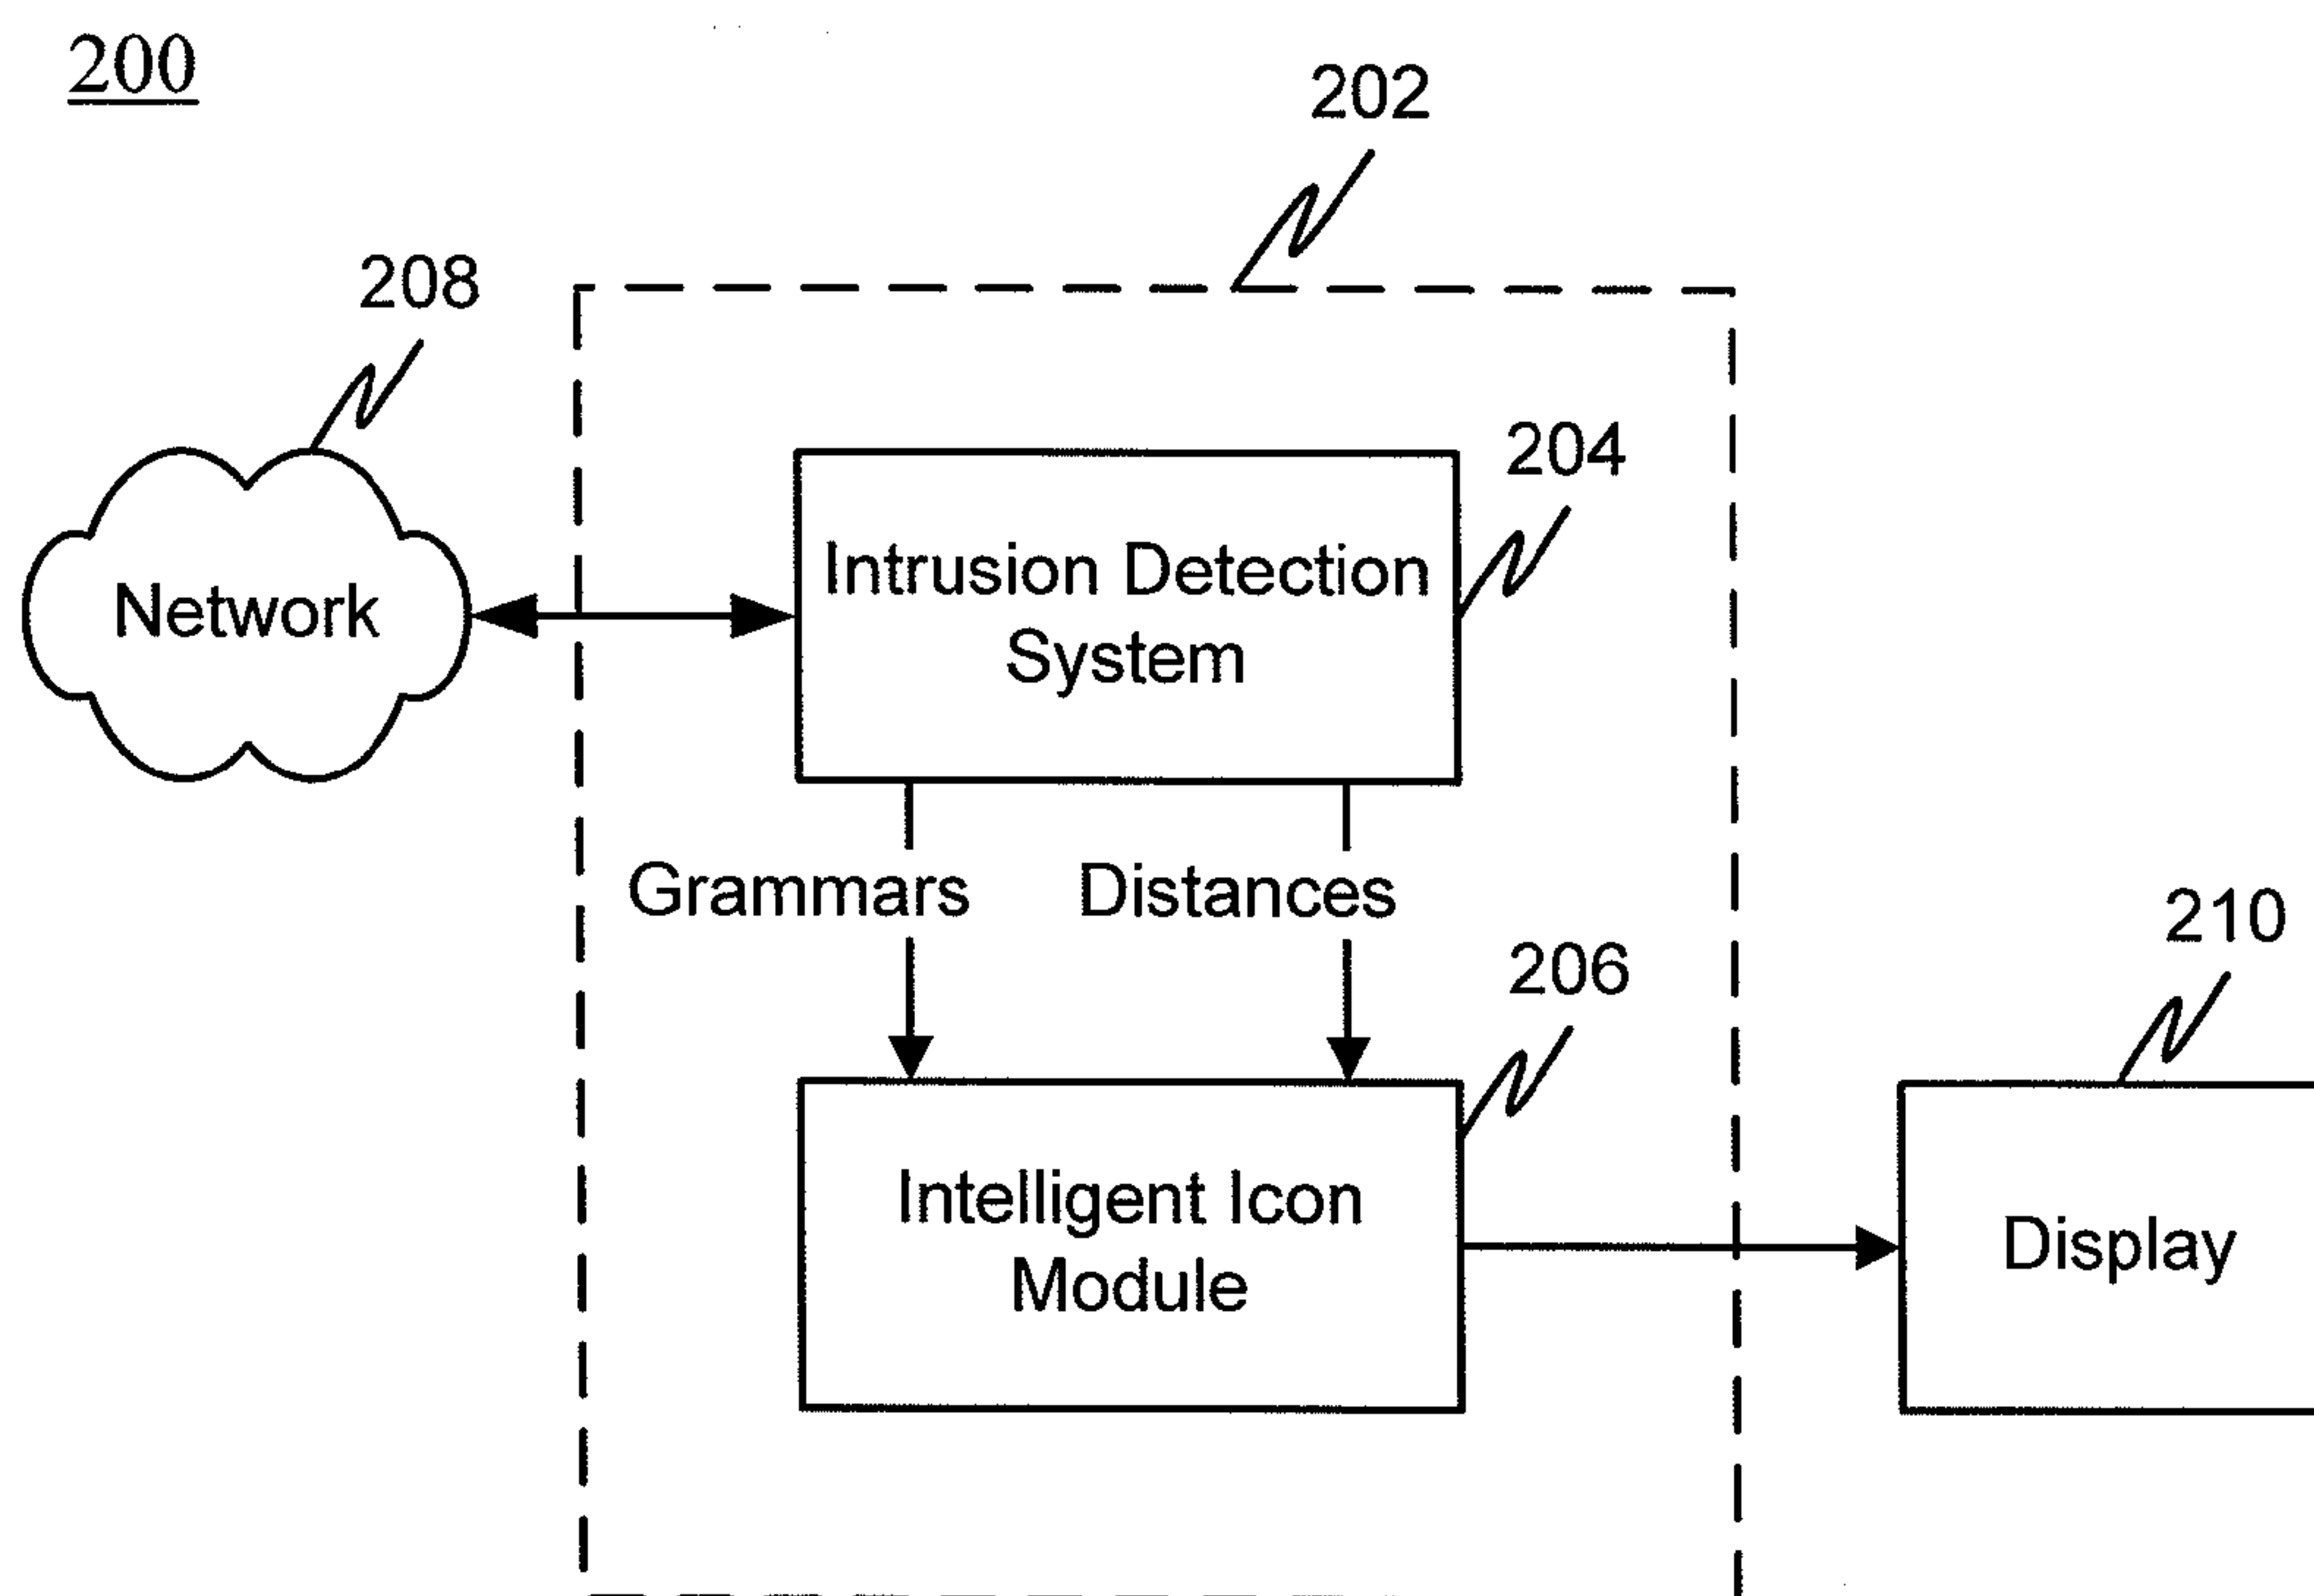 200
202
208
204
Intrusion Detection
System
Network
Grammars
Distances
206
210
Intelligent Icon
Module
Display